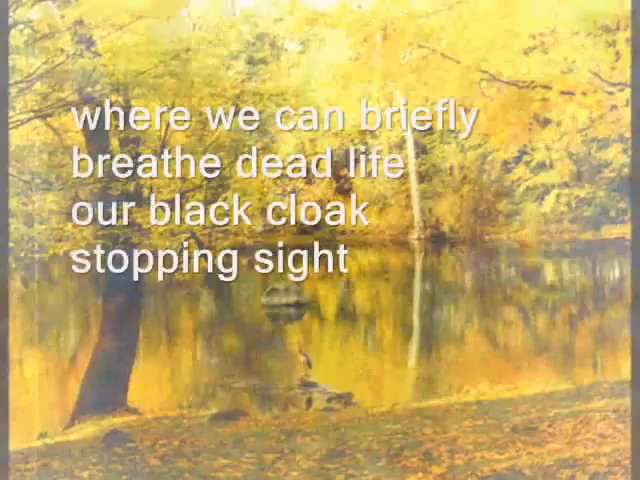 where we can briefly
breathe dead life
our black cloak
stopping sight